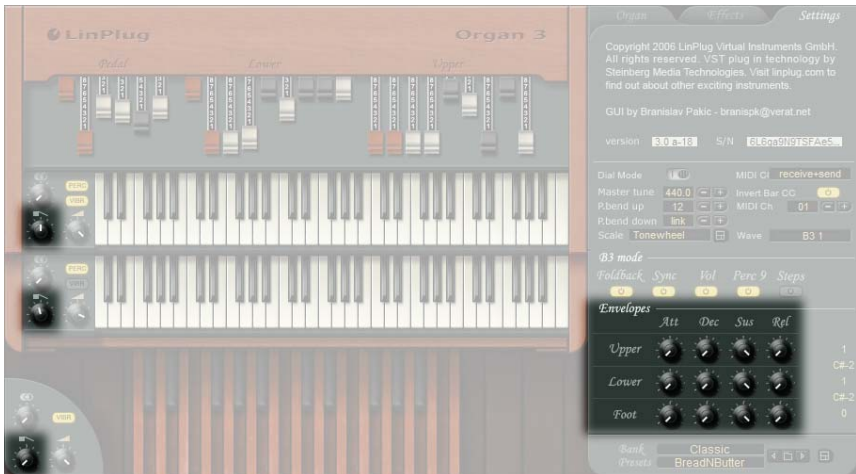 LinPlug
Organ 3
Pedal Lower Upper
PERC
VIBR
PERC
VIBR
VIBR
Organ Effects Settings
Copyright 2006 LinPlug Virtual Instruments GmbH.
All rights reserved. VST plug in technology by
Steinberg Media Technologies. Visit linplug.com to
find out about other exciting instruments.
GUI by Branislav Pakic - branispk@verat.net
version 3.0 a-18 S/N 6L6qa9N9TSFAe5...
Dial Mode MIDI Ctl receive+send
Master tune 440.0 - + Invert Bar CC
P.bend up 12 - + MIDI Ch. 01 - +
P.bend down link - +
Scale Tonewheel Wave B3 1
B3 mode
Foldback Sync Vol Perc 9 Steps
Envelopes
Att Dec Sus Rel
Upper 1
C#-2
Lower 1
C#-2
Foot 0
Bank Classic
Presets BreadNButter